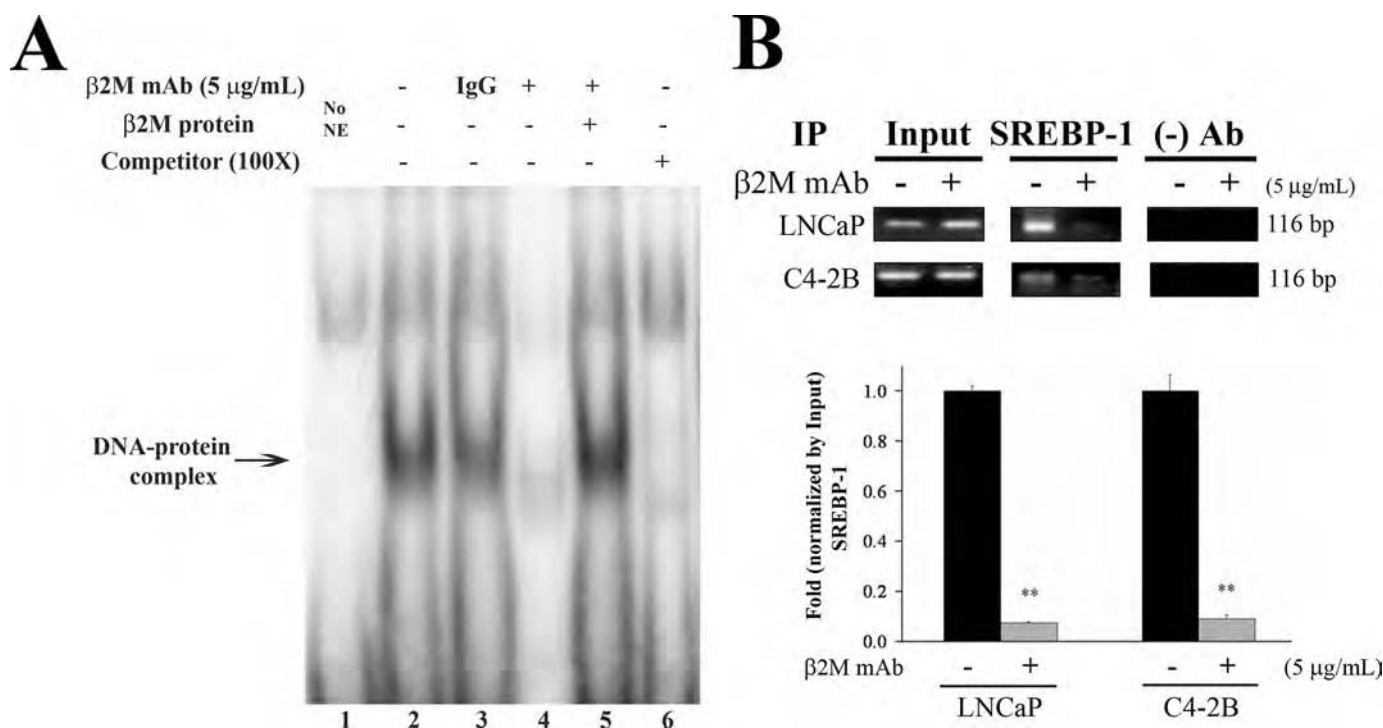 A
β2M mAb (5 μg/mL) - IgG + + -
No NE
β2M protein - - - + -
Competitor (100X) - - - - +
DNA-protein
complex
1 2 3 4 5 6
B
IP Input SREBP-1 (-) Ab
β2M mAb - + - + - + (5 μg/mL)
LNCaP 116 bp
C4-2B 116 bp
Fold (normalized by Input)
SREBP-1
1.0
0.8
0.6
0.4
0.2
0.0
** **
β2M mAb - + - + (5 μg/mL)
LNCaP C4-2B